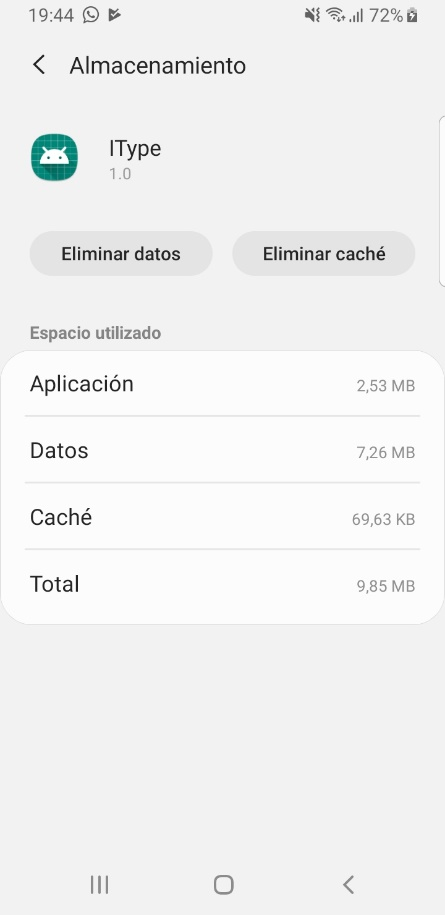 19:44 72%
Almacenamiento
IType
1.0
Eliminar datos Eliminar caché
Espacio utilizado
Aplicación 2,53 MB
Datos 7,26 MB
Caché 69,63 KB
Total 9,85 MB